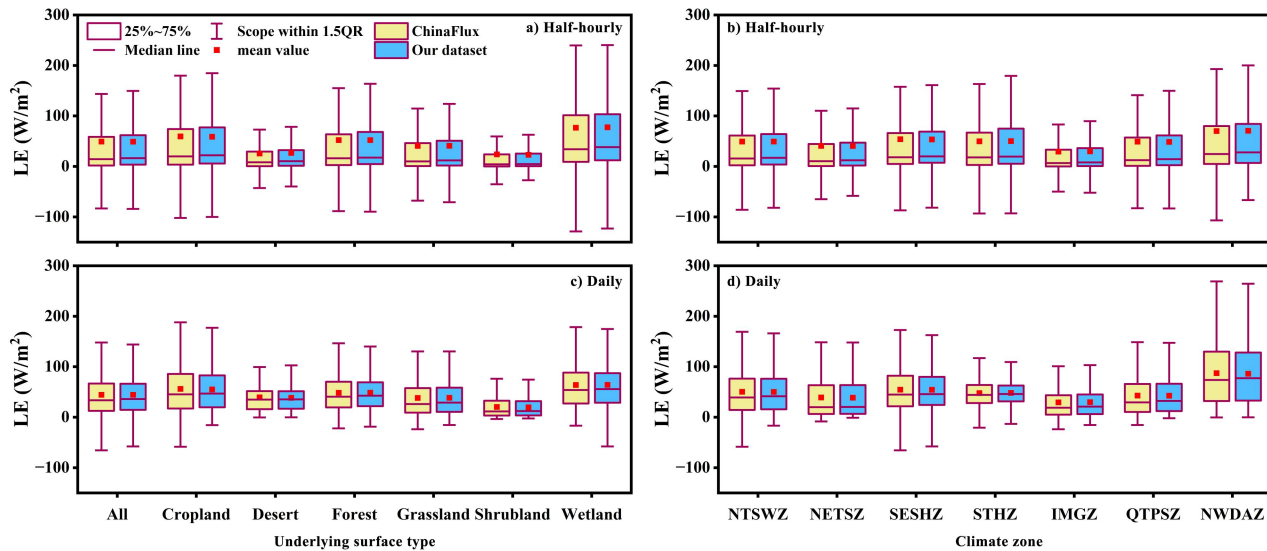 300
200
100
0
−100
LE (W/m²)
25%~75%
Scope within 1.5QR
ChinaFlux
Median line
mean value
Our dataset
a) Half-hourly
300
200
100
0
−100
LE (W/m²)
b) Half-hourly
300
200
100
0
−100
LE (W/m²)
c) Daily
All Cropland Desert Forest Grassland Shrubland Wetland
Underlying surface type
300
200
100
0
−100
LE (W/m²)
d) Daily
NTSWZ NETSZ SESHZ STHZ IMGZ QTPSZ NWDAZ
Climate zone